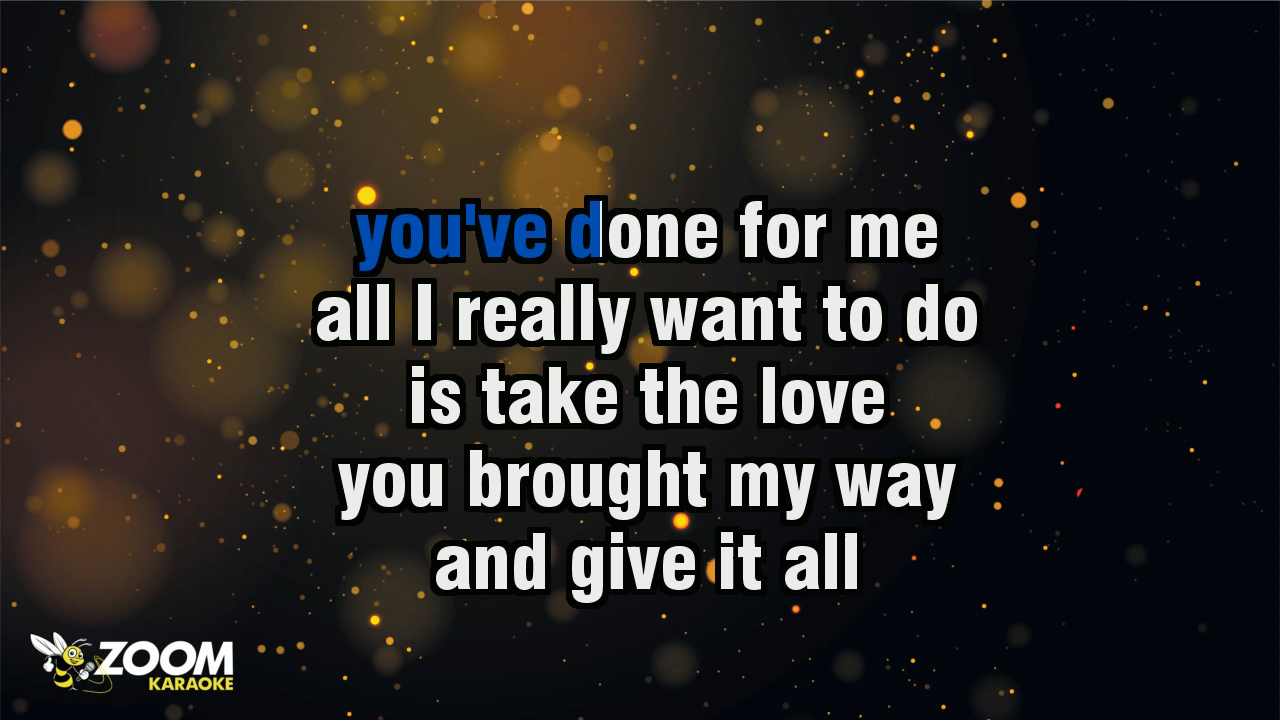 you've done for me
all I really want to do
is take the love
you brought my way
and give it all
ZOOM
KARAOKE